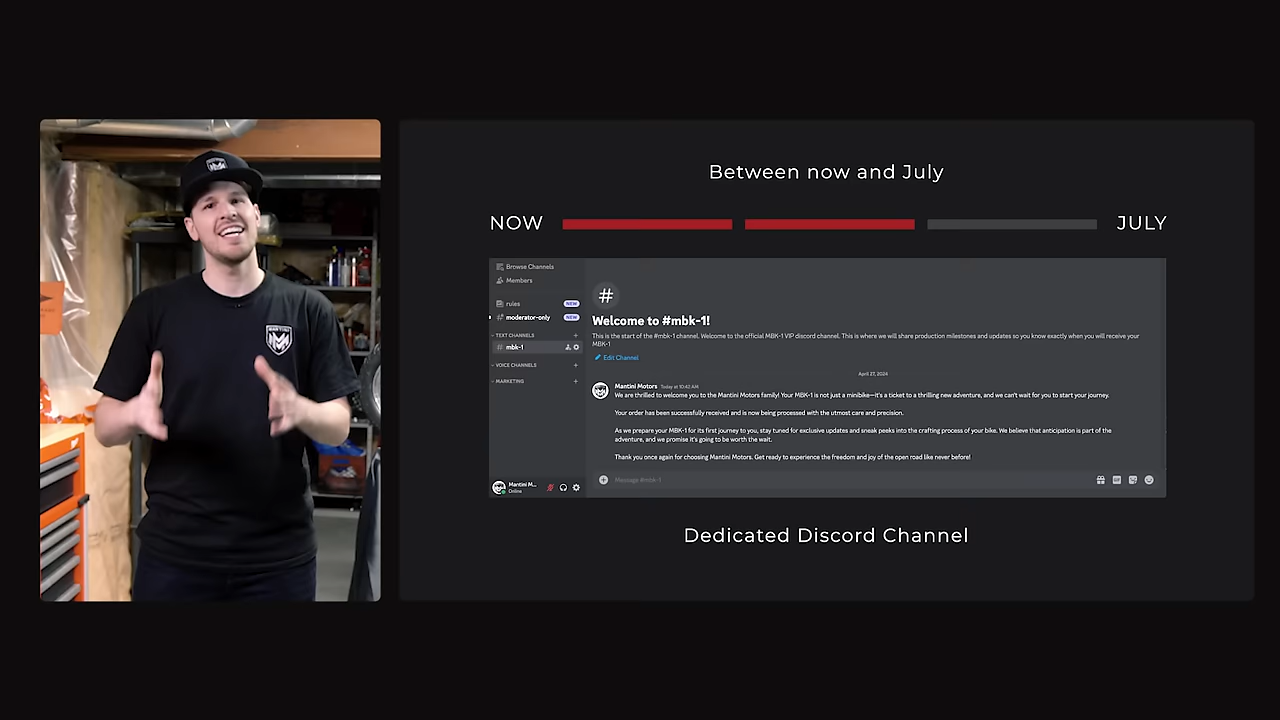 Between now and July
NOW
JULY
Browse Channels
Members
rules
NEW
moderator-only
NEW
TEXT CHANNELS
mbk-1
VOICE CHANNELS
MARKETING
Mantini M...
Online
#
Welcome to #mbk-1!
This is the start of the #mbk-1 channel. Welcome to the official MBK-1 VIP discord channel. This is where we will share production milestones and updates so you know exactly when you will receive your
MBK-1
Edit Channel
April 27, 2024
Mantini Motors Today at 10:42 AM
We are thrilled to welcome you to the Mantini Motors family! Your MBK-1 is not just a minibike—it's a ticket to a thrilling new adventure, and we can't wait for you to start your journey.
Your order has been successfully received and is now being processed with the utmost care and precision.
As we prepare your MBK-1 for its first journey to you, stay tuned for exclusive updates and sneak peeks into the crafting process of your bike. We believe that anticipation is part of the
adventure, and we promise it's going to be worth the wait.
Thank you once again for choosing Mantini Motors. Get ready to experience the freedom and joy of the open road like never before!
Message #mbk-1
GIF
Dedicated Discord Channel